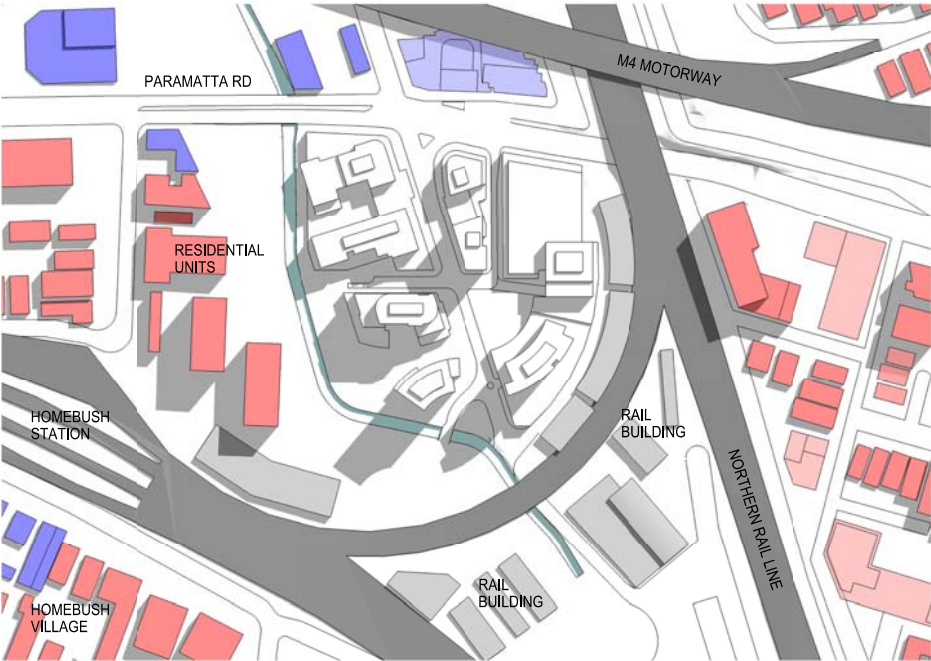 M4 MOTORWAY
PARAMATTA RD
RESIDENTIAL
UNITS
HOMEBUSH
STATION
RAIL
BUILDING
NORTHERN RAIL LINE
RAIL
BUILDING
HOMEBUSH
VILLAGE